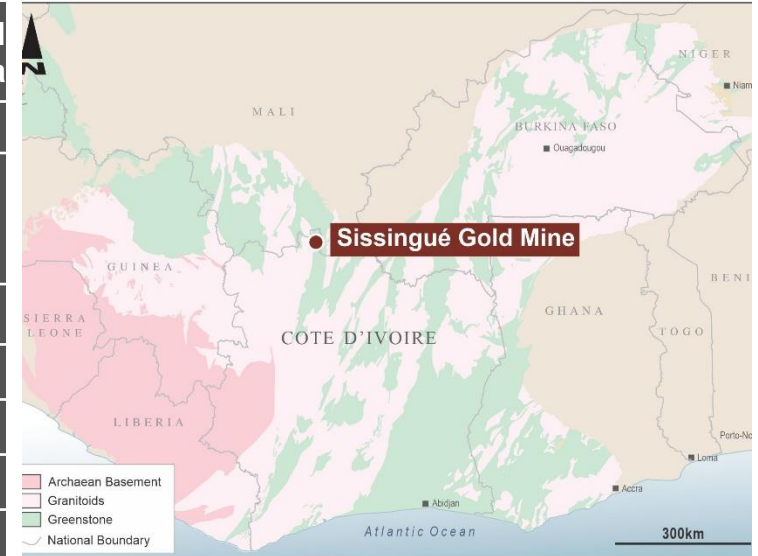 N
MALI
NIGER
Niam
BURKINA FASO
Ouagadougou
Sissingué Gold Mine
GUINEA
BENI
SIERRA
LEONE
COTE D'IVOIRE
GHANA
TOGO
LIBERIA
Porto-No
Lomá
Accra
Abidjan
Atlantic Ocean
300km
Archaean Basement
Granitoids
Greenstone
National Boundary